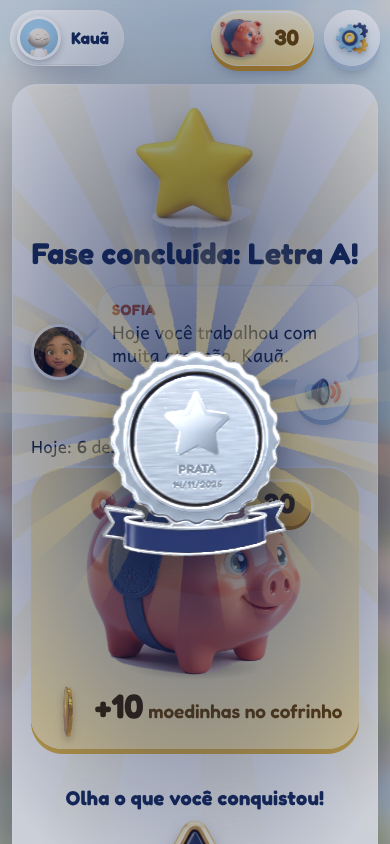 Kauã
30
Fase concluída: Letra A!
SOFIA
Hoje você trabalhou com
muita Kauã.
Hoje: 6 de
PRATA
14/11/2026
+10 moedinhas no cofrinho
Olha o que você conquistou!